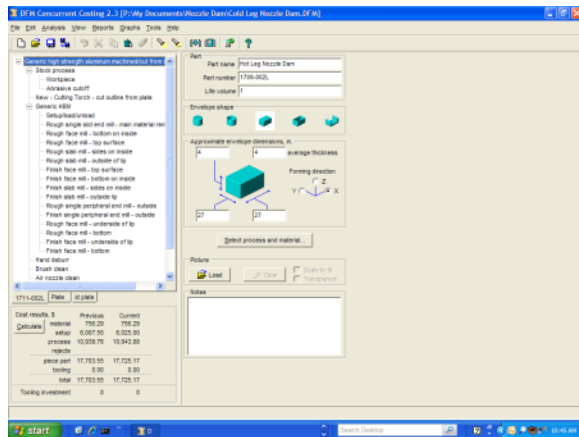 DFM Concurrent Costing 2.3 [P:\My Documents\Nozzle Dam\Cold Leg Nozzle Dam.DFM]
File Edit Analysis View Reports Graphs Tools Help
Generic high strength aluminum machined/cut from
Stock process
Workpiece
Abrasive cutoff
New - Cutting Torch - cut outline from plate
Generic HBM
Setup/load/unload
Rough single slot end mill - main material rem
Rough face mill - bottom on inside
Rough face mill - top surface
Rough slab mill - sides on inside
Rough slab mill - outside of lip
Finish face mill - top surface
Finish face mill - bottom on inside
Finish slab mill - sides on inside
Finish slab mill - outside lip
Rough single peripheral end mill - outside
Finish single peripheral end mill - outside
Rough face mill - underside of lip
Rough face mill - bottom
Finish face mill - underside of lip
Finish face mill - bottom
Hand deburr
Brush clean
Air nozzle clean
1711-002L Plate id plate
Cost results, $ Previous Current
Calculate
material 756.29 756.29
setup 6,007.50 6,025.00
process 10,939.76 10,943.88
rejects
piece part 17,703.55 17,725.17
tooling 0.00 0.00
total 17,703.55 17,725.17
Tooling investment 0 0
Part
Part name Hot Leg Nozzle Dam
Part number 1706-002L
Life volume 1
Envelope shape
Approximate envelope dimensions, in.
4 4 average thickness
Forming direction
Z
Y X
27 27
Select process and material...
Picture
Load Clear Scale to fit
Transparent
Notes
start Search Desktop 10:46 AM